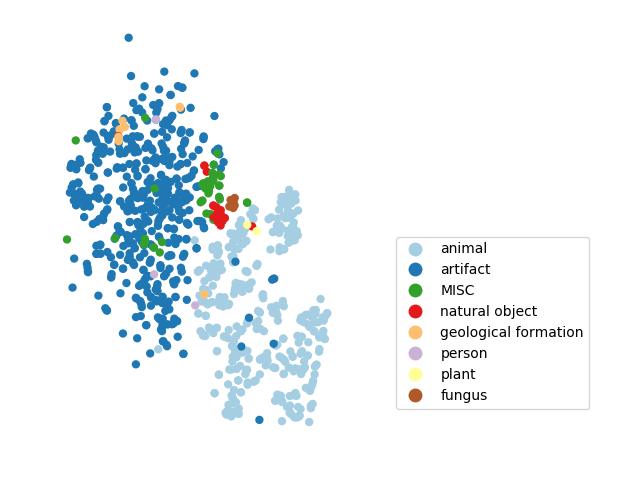 animal
artifact
MISC
natural object
geological formation
person
plant
fungus